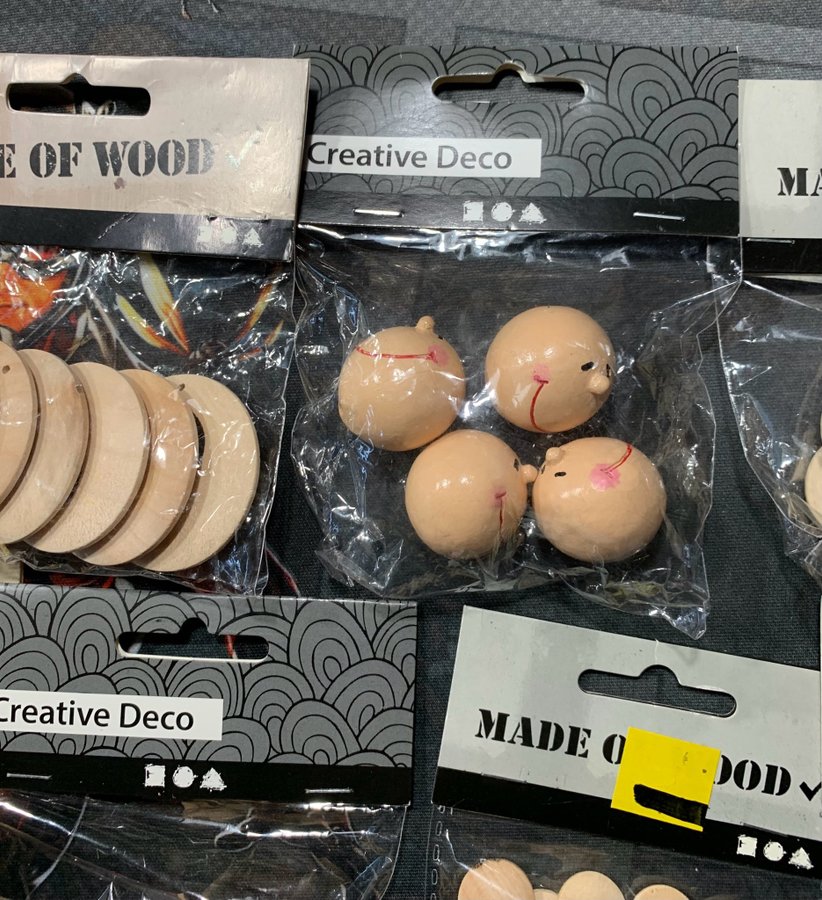 E OF WOOD
Creative Deco
MA
Creative Deco
MADE O OOD